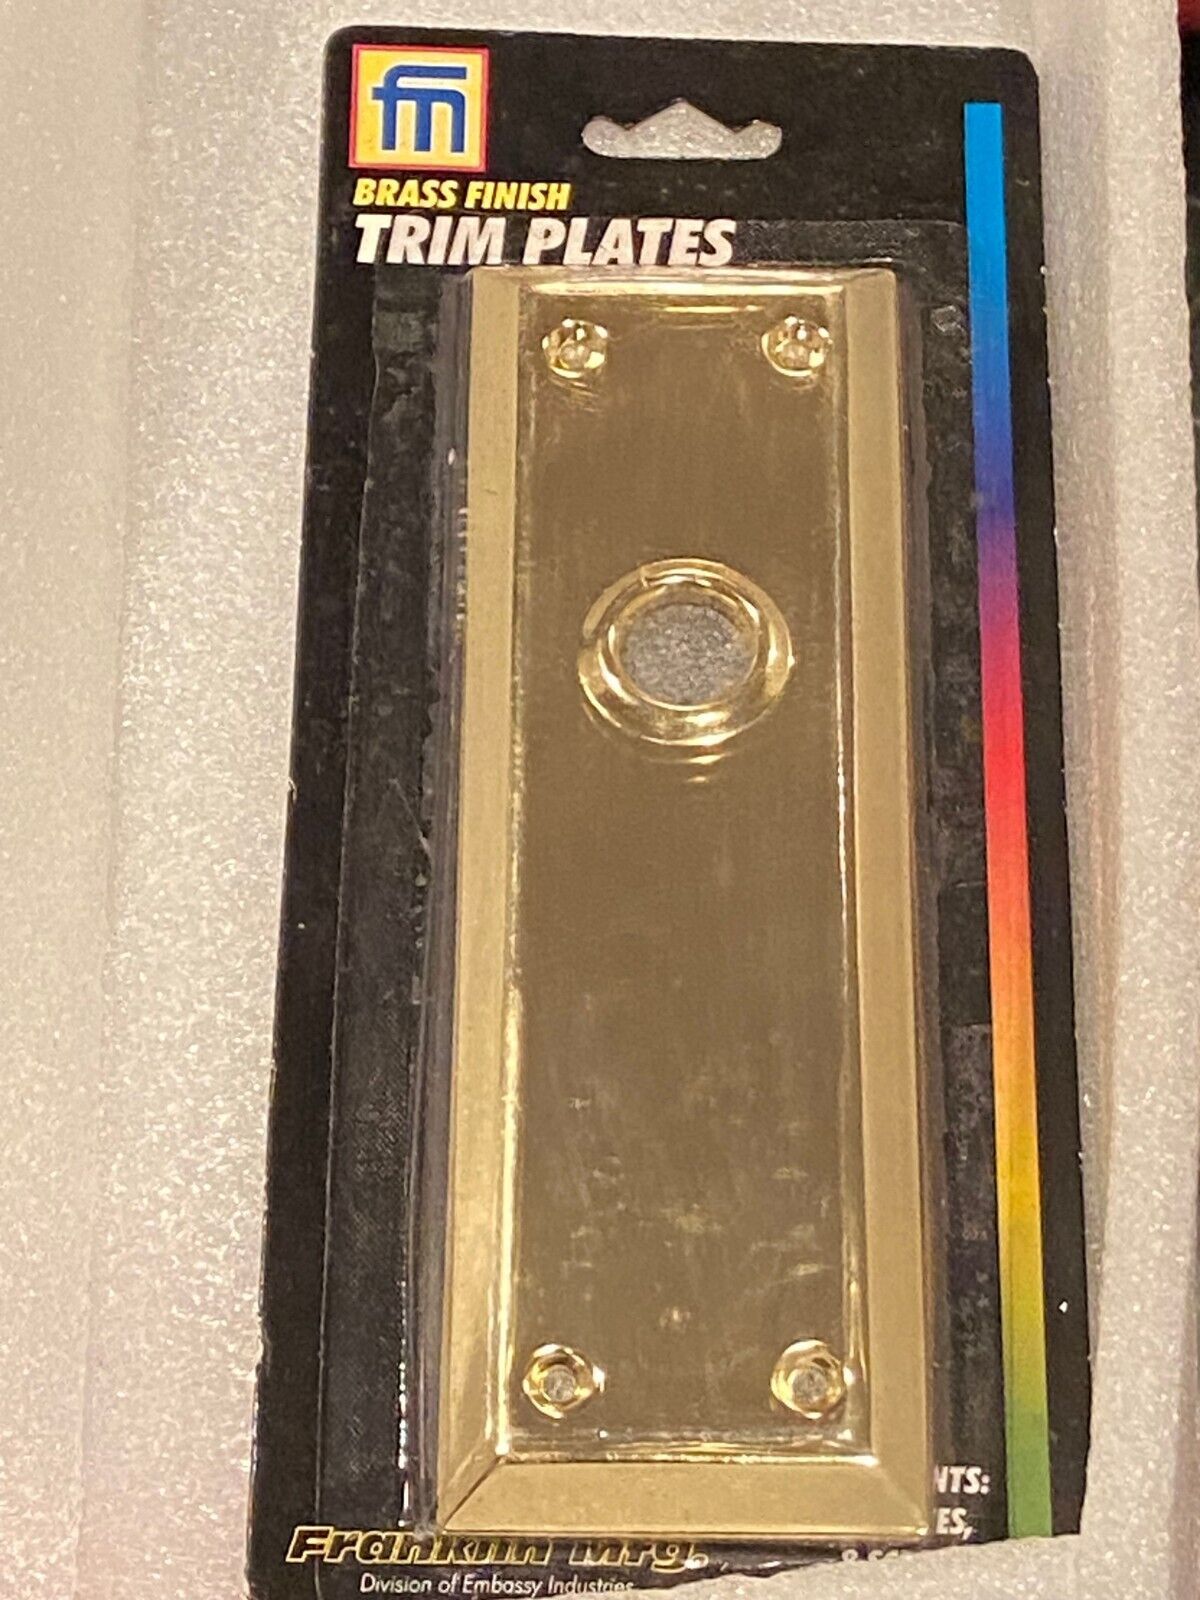 fm
BRASS FINISH
TRIM PLATES
NTS:
ES,
Franklin Mfg.
Division of Embassy Industries